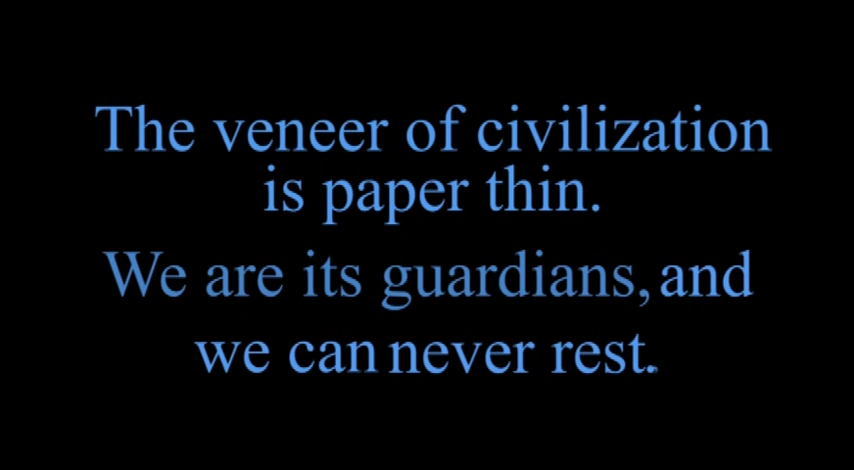 The veneer of civilization
is paper thin.
We are its guardians, and
we can never rest.